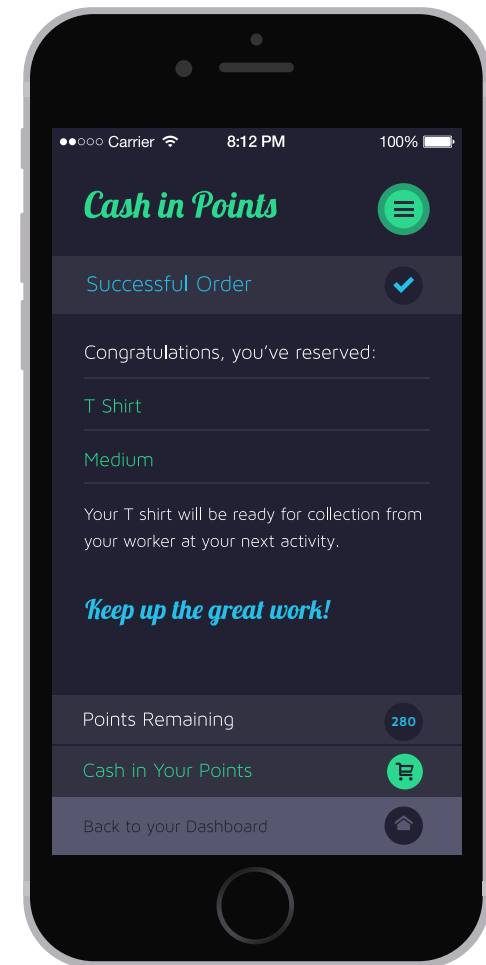 Carrier 8:12 PM 100%
Cash in Points
Successful Order
Congratulations, you've reserved:
T Shirt
Medium
Your T shirt will be ready for collection from
your worker at your next activity.
Keep up the great work!
Points Remaining 280
Cash in Your Points
Back to your Dashboard